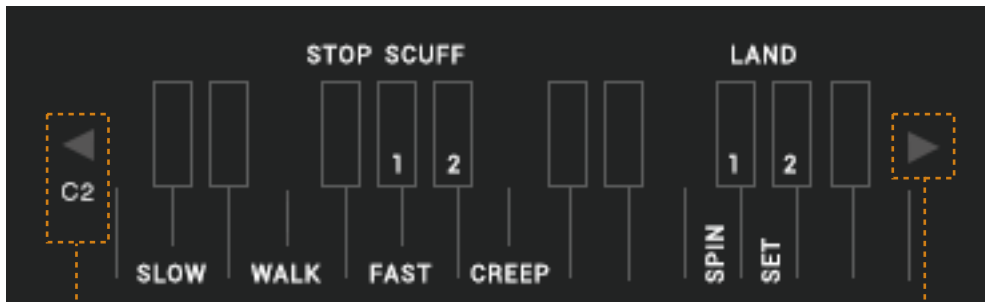 STOP SCUFF LAND
1 2 1 2
C2
SPIN SET
SLOW WALK FAST CREEP